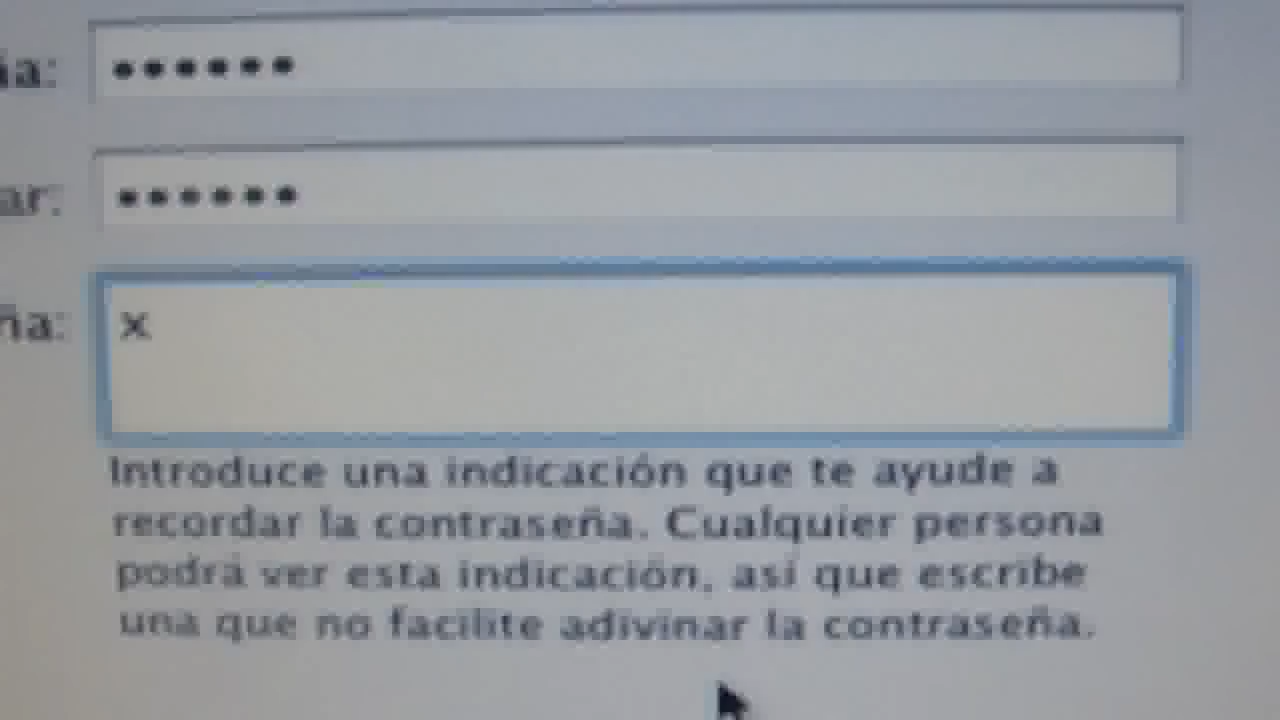 ña: ••••••
ar: ••••••
ña: x
Introduce una indicación que te ayude a
recordar la contraseña. Cualquier persona
podrá ver esta indicación, así que escribe
una que no facilite adivinar la contraseña.